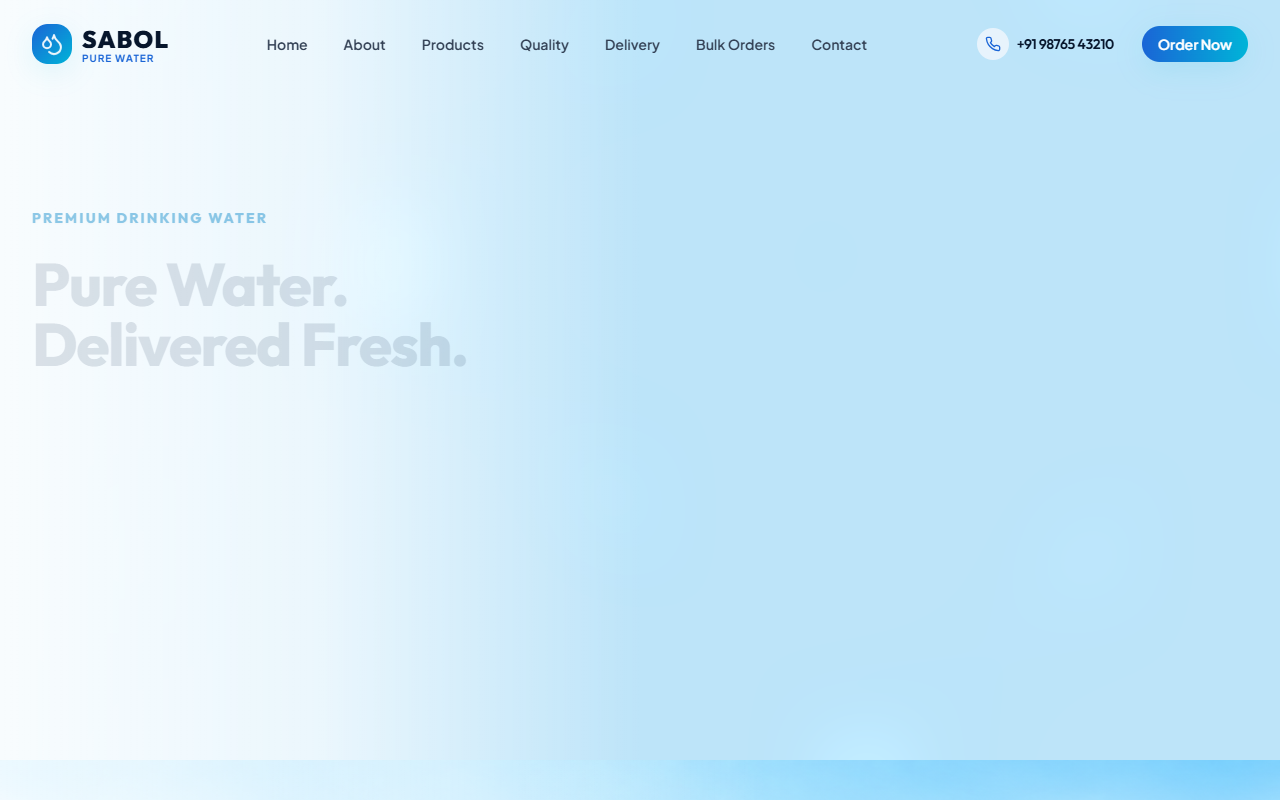 SABOL
PURE WATER
Home
About
Products
Quality
Delivery
Bulk Orders
Contact
+91 98765 43210
Order Now
PREMIUM DRINKING WATER
Pure Water.
Delivered Fresh.